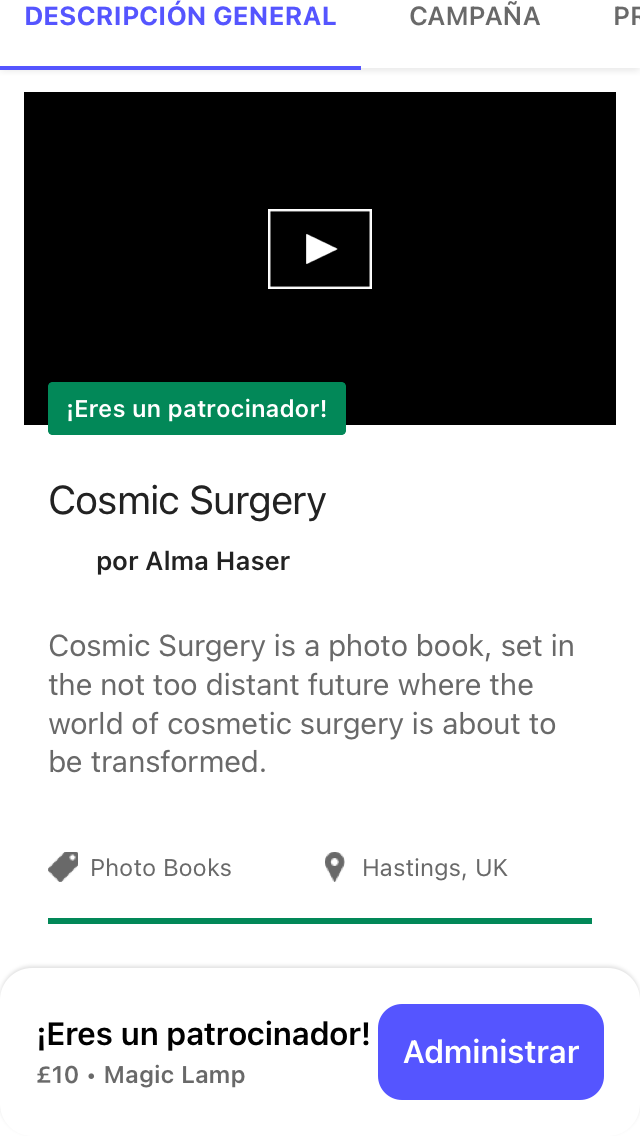 DESCRIPCIÓN GENERAL CAMPAÑA
¡Eres un patrocinador!
Cosmic Surgery
por Alma Haser
Cosmic Surgery is a photo book, set in
the not too distant future where the
world of cosmetic surgery is about to
be transformed.
Photo Books Hastings, UK
¡Eres un patrocinador!
£10 • Magic Lamp
Administrar